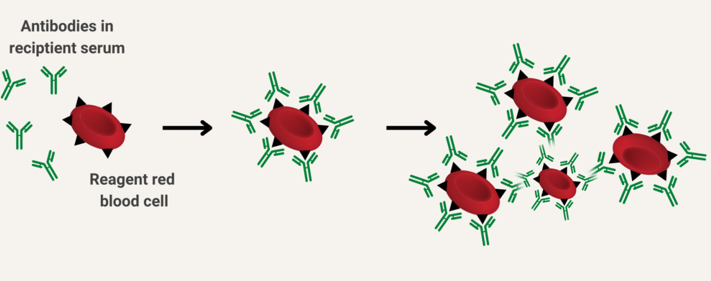 Antibodies in
reciptient serum
Reagent red
blood cell